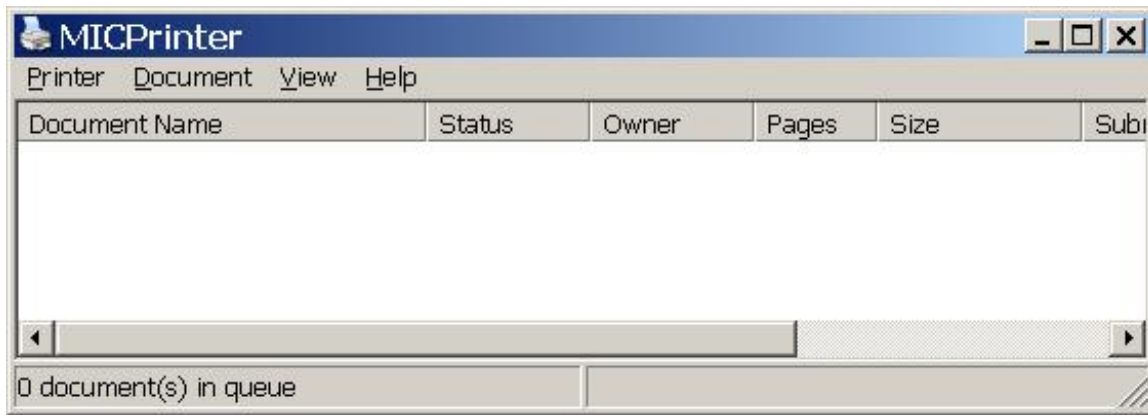 MICPrinter
Printer Document View Help
Document Name Status Owner Pages Size
0 document(s) in queue